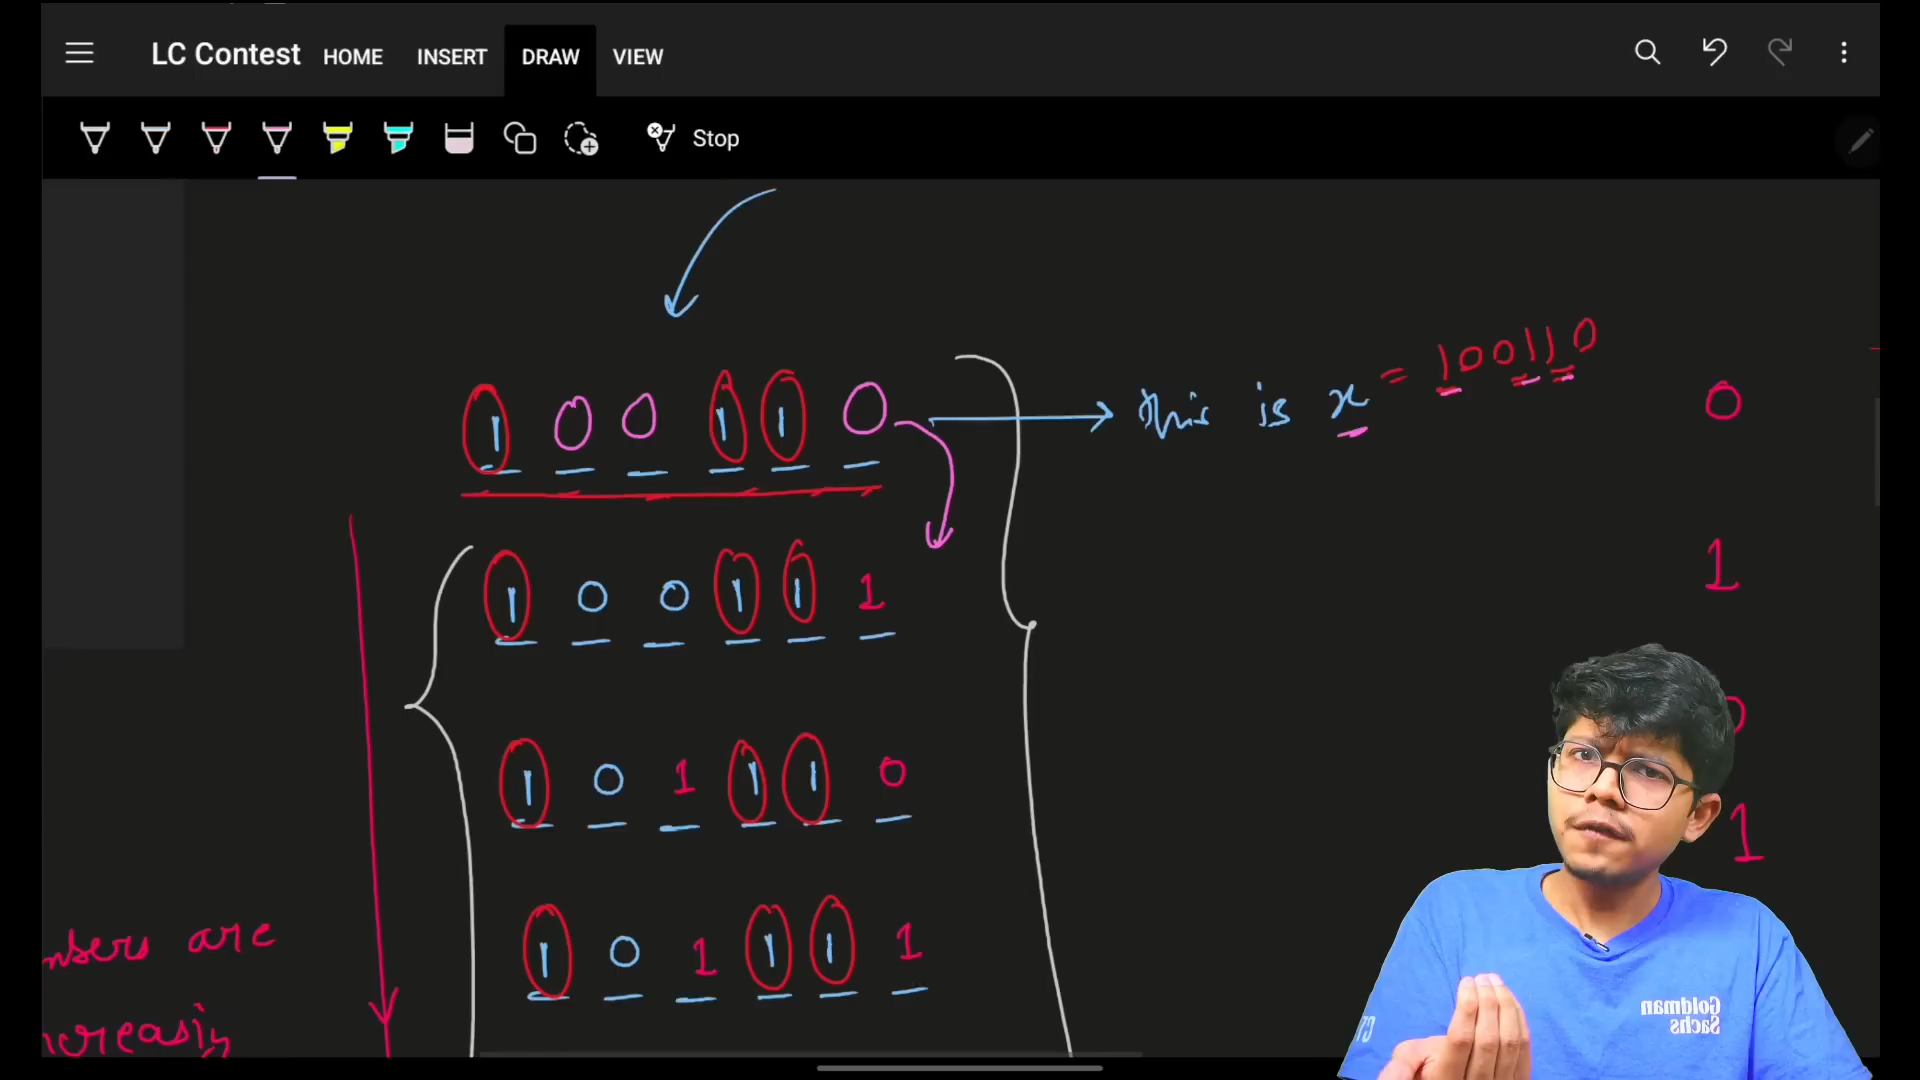 LC Contest HOME INSERT DRAW VIEW
Stop
1 0 0 1 1 0 this is x = 100110
0
1 0 0 1 1 1
1
1 0 1 1 1 0
1
1 0 1 1 1 1
are
Goldman
Sachs